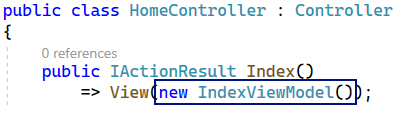 public class HomeController : Controller
{
0 references
public IActionResult Index()
=> View(new IndexViewModel());